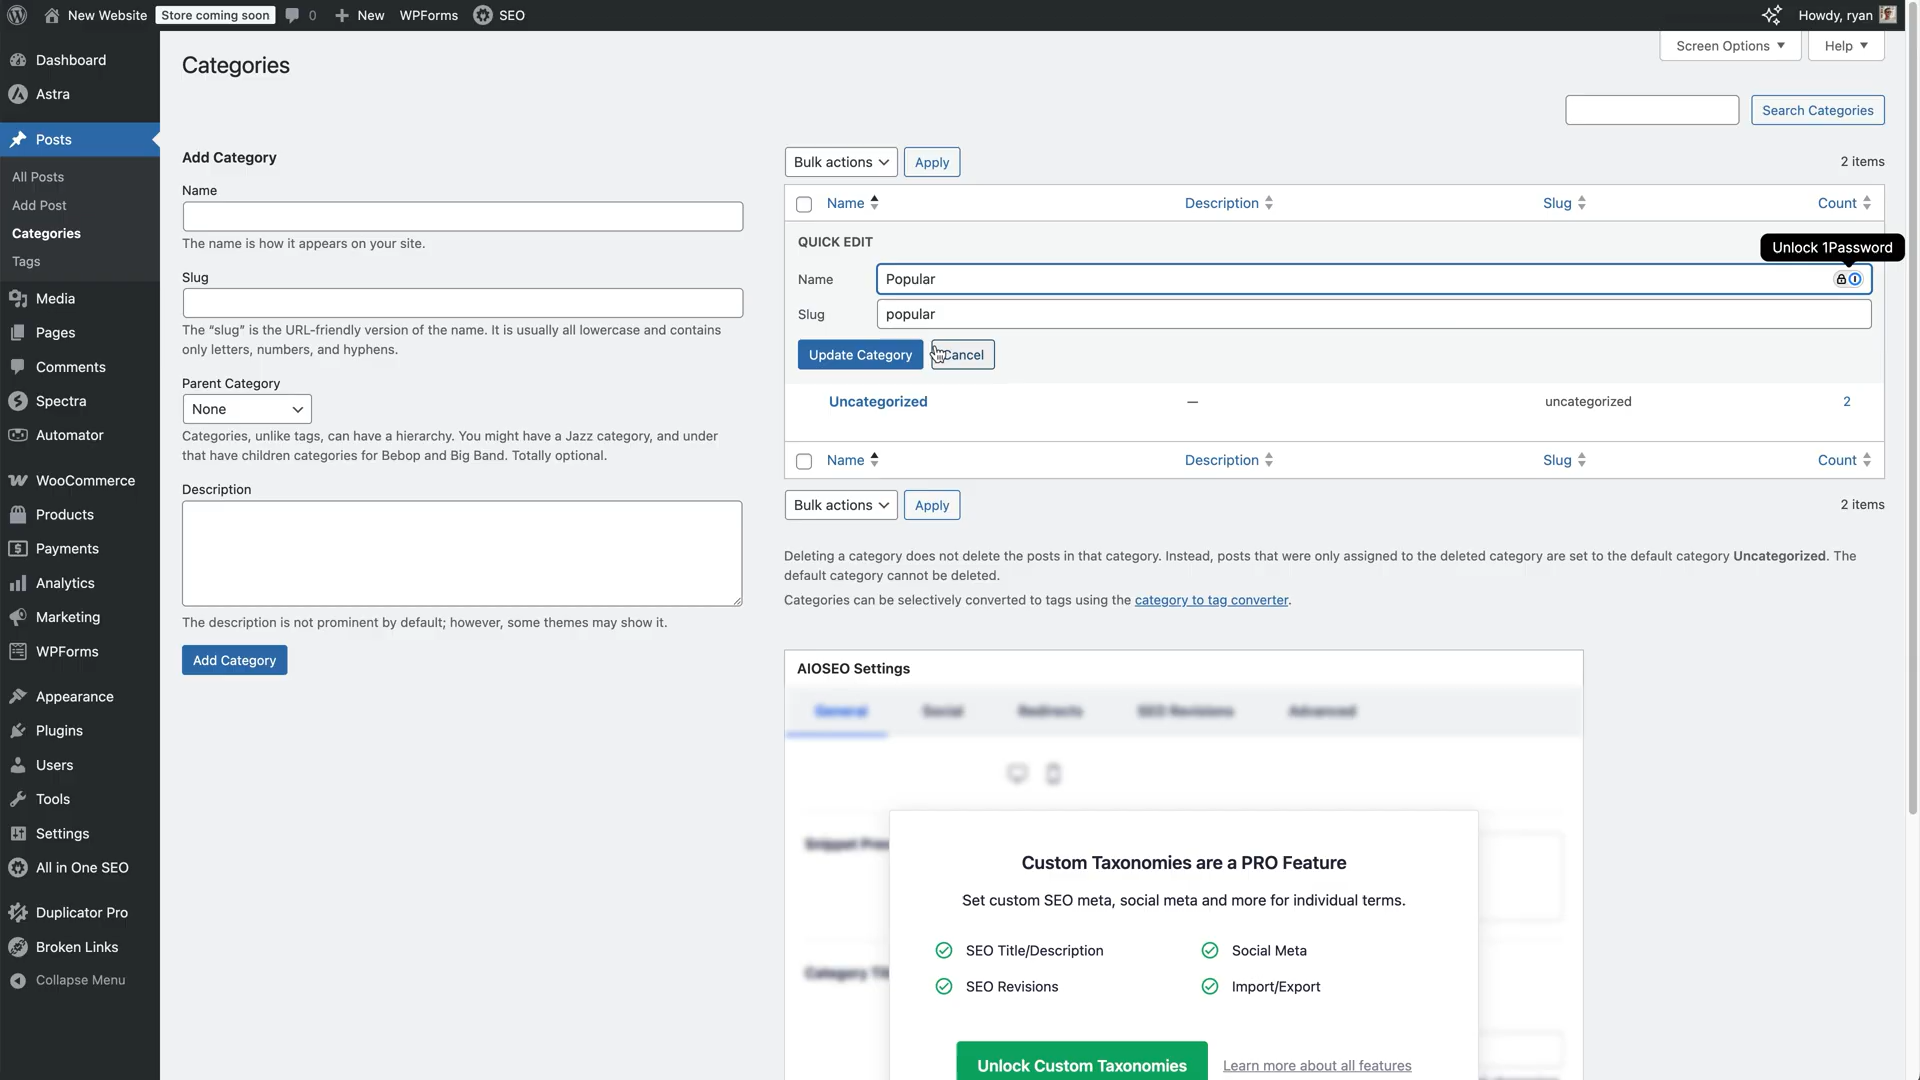 New Website
Store coming soon
0
New
WPForms
SEO
Howdy, ryan
Dashboard
Astra
Posts
All Posts
Add Post
Categories
Tags
Media
Pages
Comments
Spectra
Automator
WooCommerce
Products
Payments
Analytics
Marketing
WPForms
Appearance
Plugins
Users
Tools
Settings
All in One SEO
Duplicator Pro
Broken Links
Collapse Menu
Categories
Screen Options
Help
Search Categories
Add Category
Name
The name is how it appears on your site.
Slug
The “slug” is the URL-friendly version of the name. It is usually all lowercase and contains
only letters, numbers, and hyphens.
Parent Category
None
Categories, unlike tags, can have a hierarchy. You might have a Jazz category, and under
that have children categories for Bebop and Big Band. Totally optional.
Description
The description is not prominent by default; however, some themes may show it.
Add Category
Bulk actions
Apply
2 items
Name
Description
Slug
Count
QUICK EDIT
Unlock 1Password
Name
Popular
Slug
popular
Update Category
Cancel
Uncategorized
—
uncategorized
2
Name
Description
Slug
Count
Bulk actions
Apply
2 items
Deleting a category does not delete the posts in that category. Instead, posts that were only assigned to the deleted category are set to the default category Uncategorized. The
default category cannot be deleted.
Categories can be selectively converted to tags using the category to tag converter.
AIOSEO Settings
General
Social
Redirects
SEO Revisions
Advanced
Custom Taxonomies are a PRO Feature
Set custom SEO meta, social meta and more for individual terms.
SEO Title/Description
Social Meta
SEO Revisions
Import/Export
Unlock Custom Taxonomies
Learn more about all features